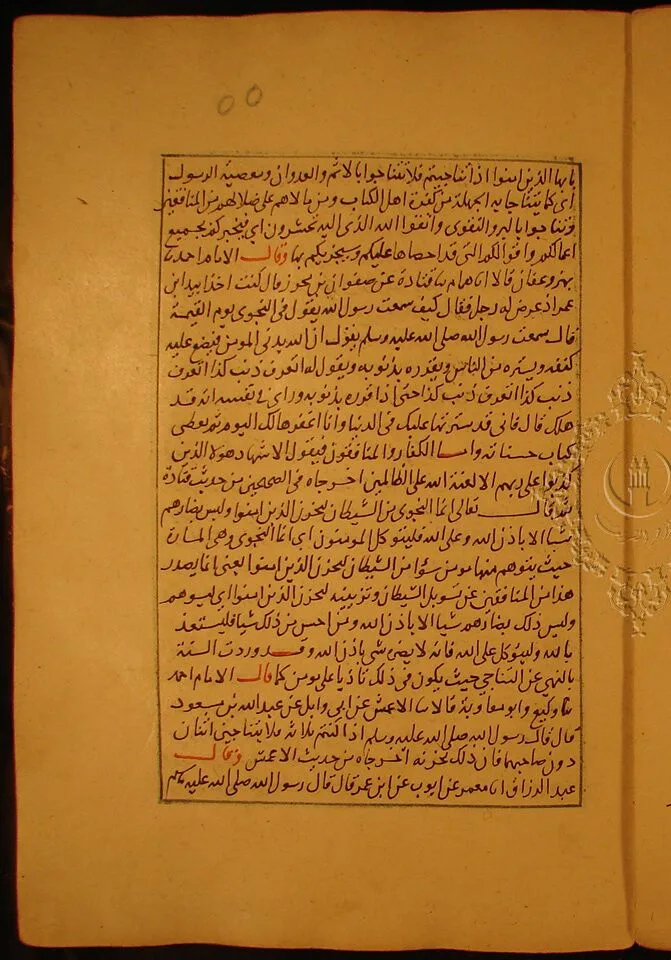 يايها الذين امنوا اذا تناجيتم فلا تتناجوا بالاثم والعدوان ومعصية الرسول
اي كما يتناجا به الجهلة من كفرة اهل الكتاب ومن مالاهم على ضلالهم من المنافقين
وتناجوا بالبر والتقوى واتقوا الله الذي اليه تحشرون اي فيخبركم بجميع
اعمالكم واقوالكم التي قد احصاها عليكم وسيجزيكم بها وقال الامام احمد ثنا
بهز وعفان قالا انا همام ثنا قتادة عن صفوان بن محرز قال كنت اخذا بيد ابن
عمر اذ عرض له رجل فقال كيف سمعت رسول الله يقول في النجوى يوم القيمة
قال سمعت رسول الله صلى الله عليه وسلم يقول ان الله يدني المومن فيضع عليه
كنفه ويستره من الناس ويقرره بذنوبه ويقول له اتعرف ذنب كذا اتعرف
ذنب كذا اتعرف ذنب كذا حتى اذا قرره بذنوبه وراى في نفسه انه قد
هلك قال فاني قد سترتها عليك في الدنيا وانا اغفرها لك اليوم ثم يعطى
كتاب حسناته واما الكفار والمنافقون فيقول الاشهاد هولا الذين
كذبوا على ربهم الا لعنة الله على الظالمين اخرجاه في الصحيحين من حديث قتادة
ثم قال تعالى انما النجوى من الشيطان ليحزن الذين امنوا وليس بضارهم
شيا الا باذن الله وعلى الله فليتوكل المومنون اي انما النجوى وهي المسارة
حيث يتوهم منها مومن سؤا من الشيطان ليحزن الذين امنوا يعني انما يصدر
هذا من المنافقين عن تسويل الشيطان وتزيينه ليحزن الذين امنوا اي ليسوهم
وليس ذلك بضارهم شيا الا باذن الله ومن احس من ذلك شيا فليستعذ
بالله وليتوكل على الله فانه لا يضره شي باذن الله وقد وردت السنة
بالنهي عن التناجي حيث يكون في ذلك تاذيا على مومن كما قال الامام احمد
ثنا وكيع وابو معاوية قالا ثنا الاعمش عن ابي وايل عن عبد الله بن مسعود
قال قال رسول الله صلى الله عليه وسلم اذا كنتم ثلاثة فلا يتناجين اثنان
دون صاحبهما فان ذلك يحزنه اخرجاه من حديث الاعمش وقال
عبد الرزاق انا معمر عن ايوب عن ابن عمر قال قال رسول الله صلى الله عليه وسلم